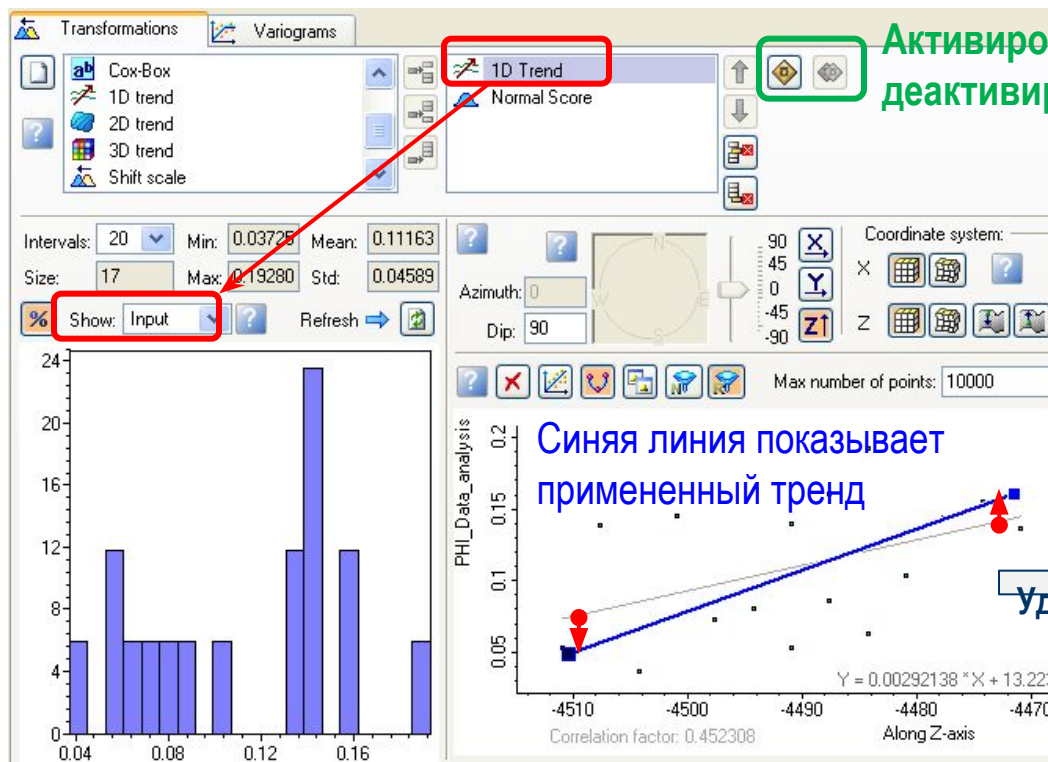 Transformations
Variograms
Активиро
деактивир
Cox-Box
1D trend
2D trend
3D trend
Shift scale
1D Trend
Normal Score
Intervals: 20 Min: 0.03725 Mean: 0.11163
Size: 17 Max: 0.19280 Std: 0.04589
% Show: Input Refresh
Azimuth: 0
Dip: 90
N
W
E
S
90
45
0
-45
-90
X
Y
Z
Coordinate system:
X
Z
Max number of points: 10000
24
20
16
12
8
4
0
0.04 0.08 0.12 0.16
PHI_Data_analysis
0.2
0.15
0.1
0.05
Синяя линия показывает
примененный тренд
Уд
Y = 0.00292138 * X + 13.223
-4510 -4500 -4490 -4480 -4470
Correlation factor: 0.452308
Along Z-axis